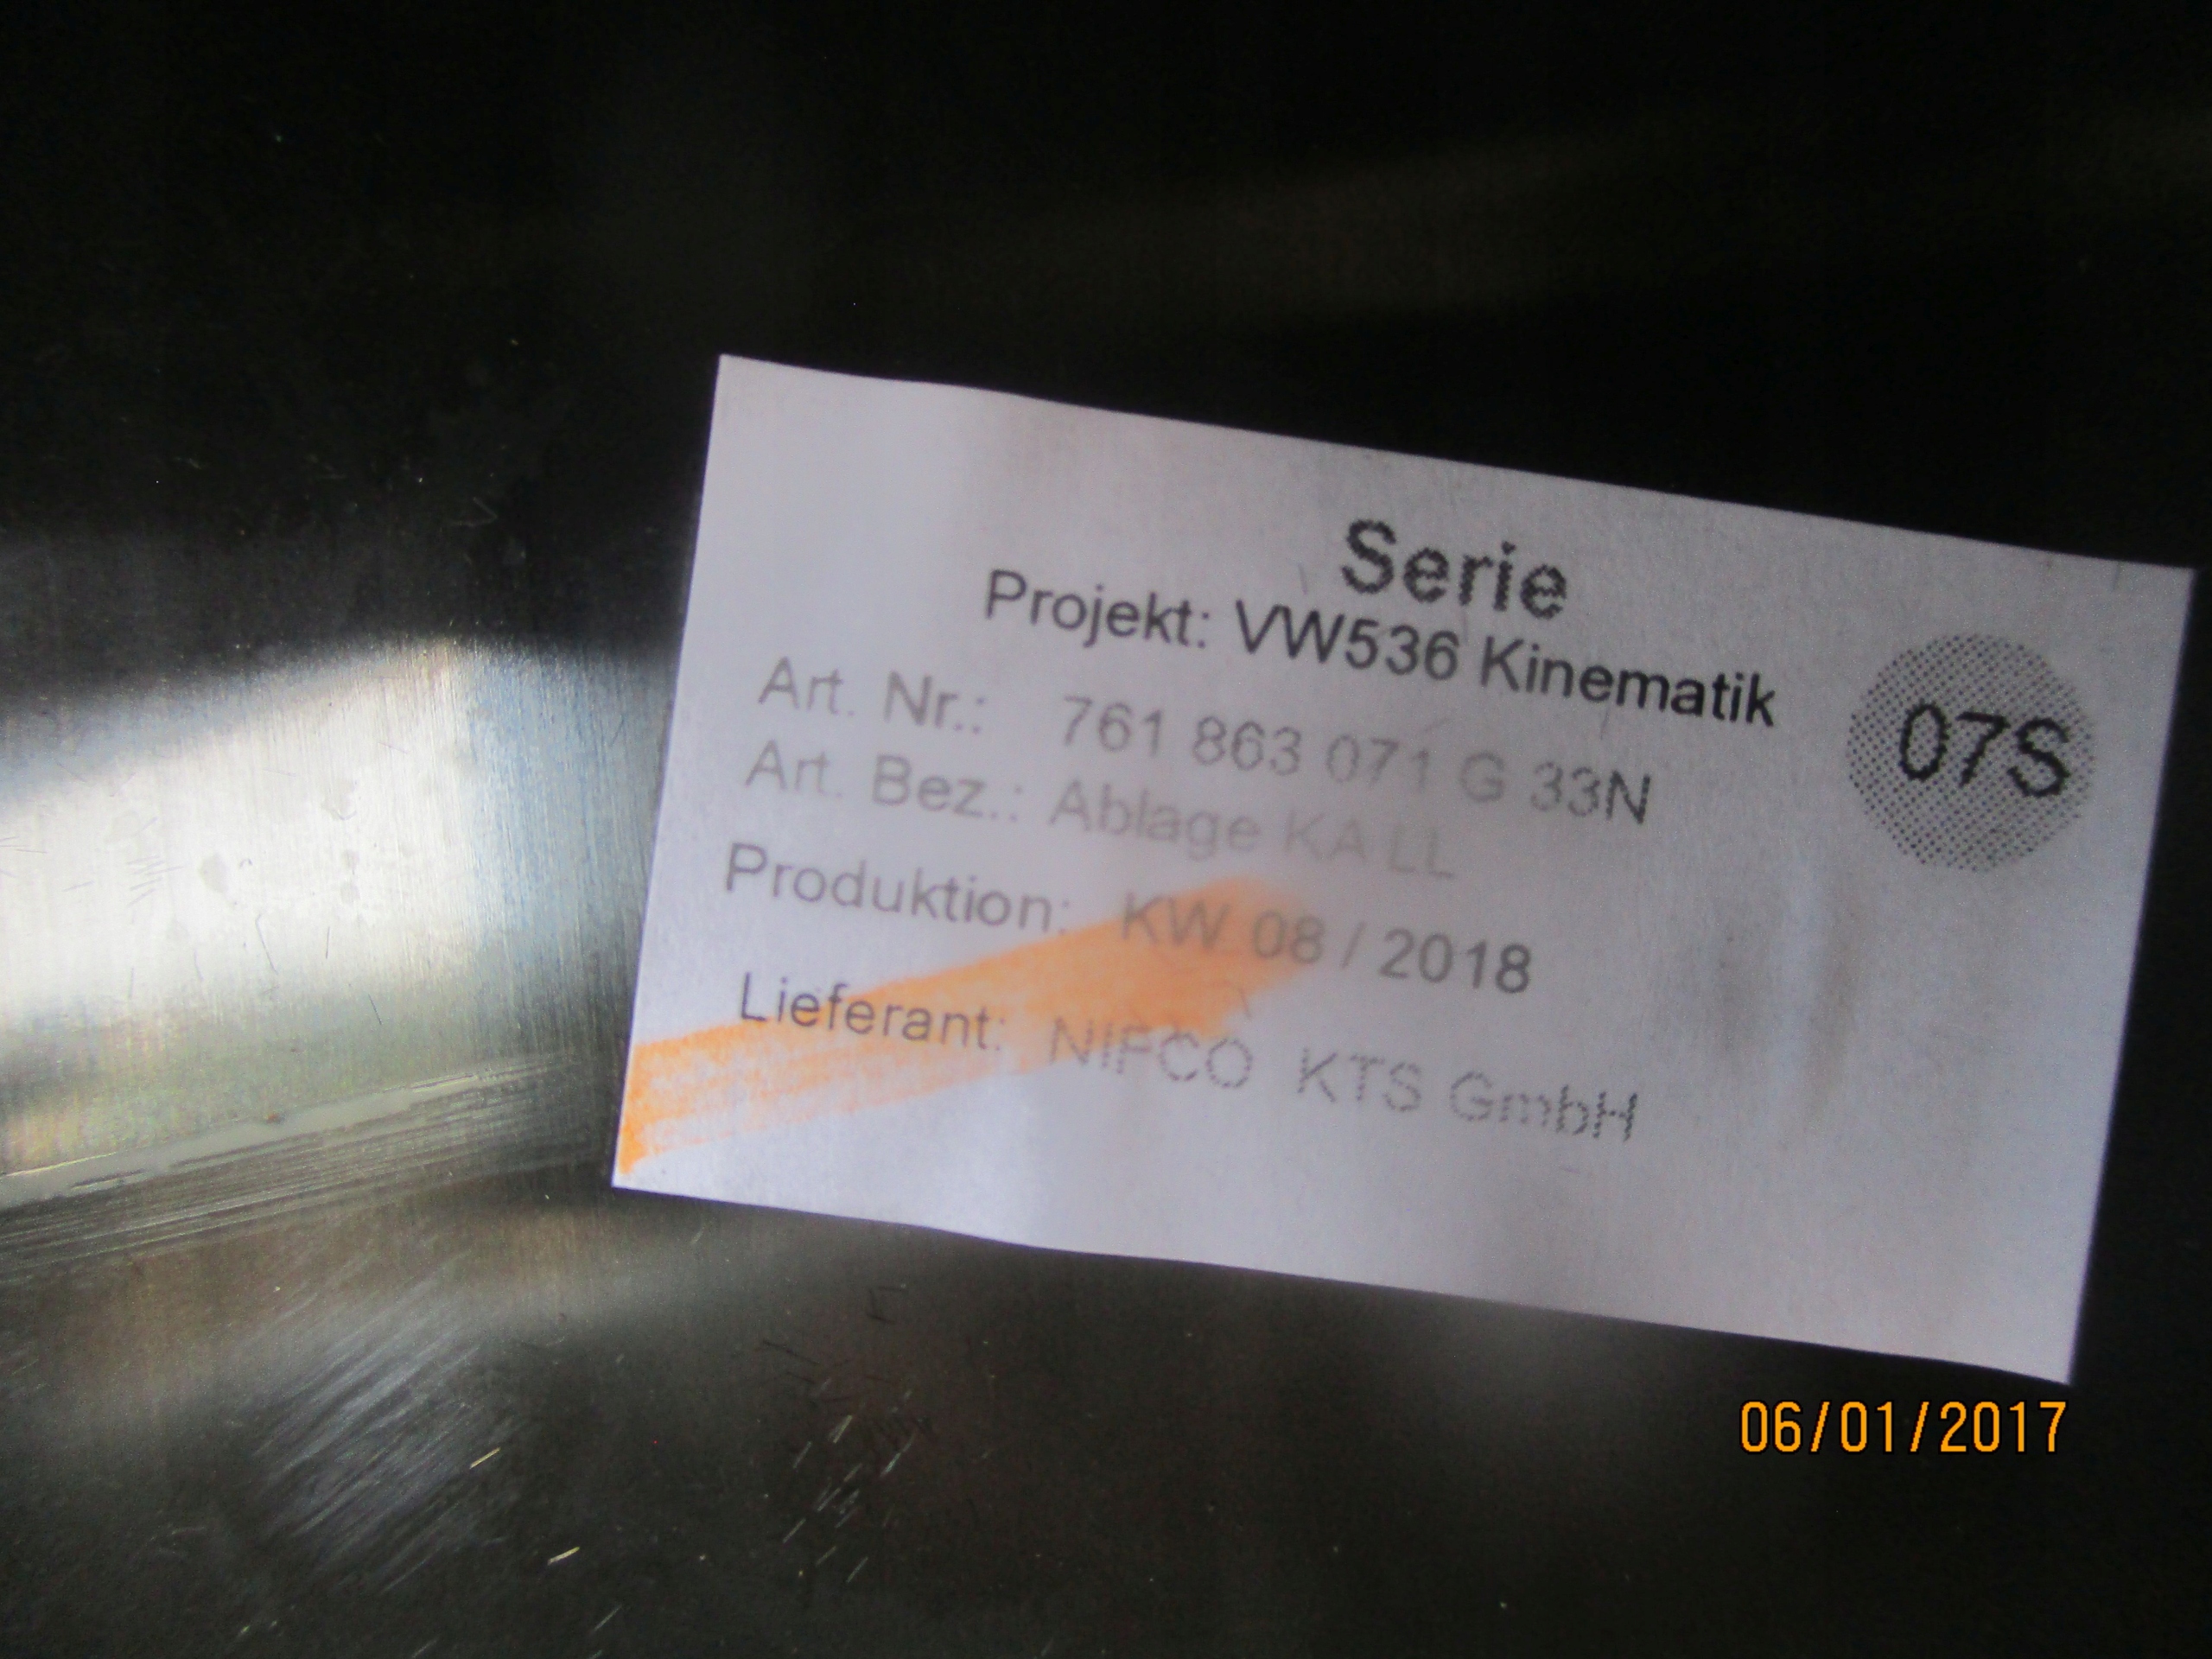 Serie
Projekt: VW536 Kinematik
07S
Art. Nr.: 761 863 071 G 33N
Art. Bez.: Ablage KA LL
Produktion: KW 08 / 2018
Lieferant: NIFCO KTS GmbH
06/01/2017